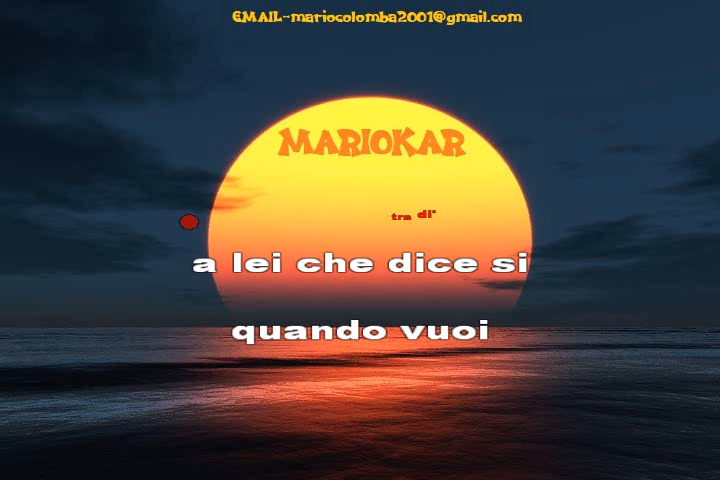 EMAIL-mariocolomba2001@gmail.com
MARIOKAR
tra di'
a lei che dice si
quando vuoi